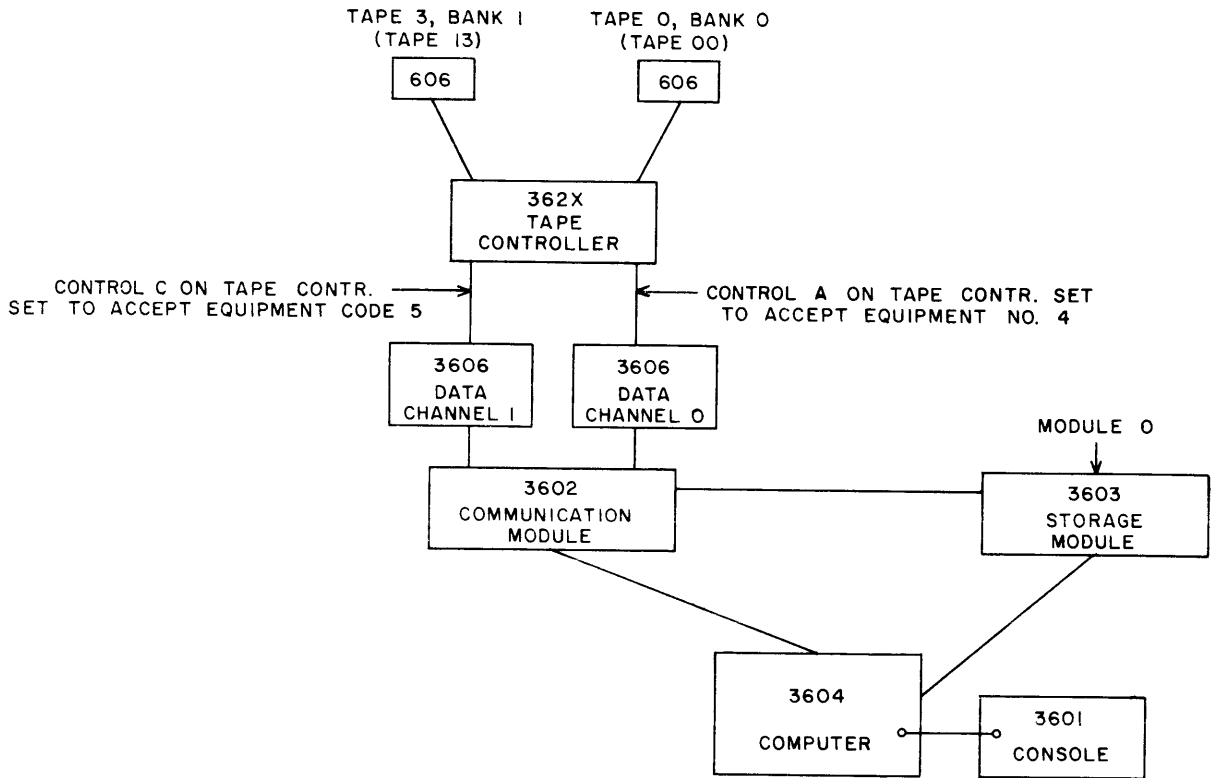 TAPE 3, BANK 1
(TAPE 13)
TAPE 0, BANK 0
(TAPE 00)
606
606
362X
TAPE
CONTROLLER
CONTROL C ON TAPE CONTR.
SET TO ACCEPT EQUIPMENT CODE 5
CONTROL A ON TAPE CONTR. SET
TO ACCEPT EQUIPMENT NO. 4
3606
DATA
CHANNEL 1
3606
DATA
CHANNEL 0
MODULE 0
3602
COMMUNICATION
MODULE
3603
STORAGE
MODULE
3604
COMPUTER
3601
CONSOLE